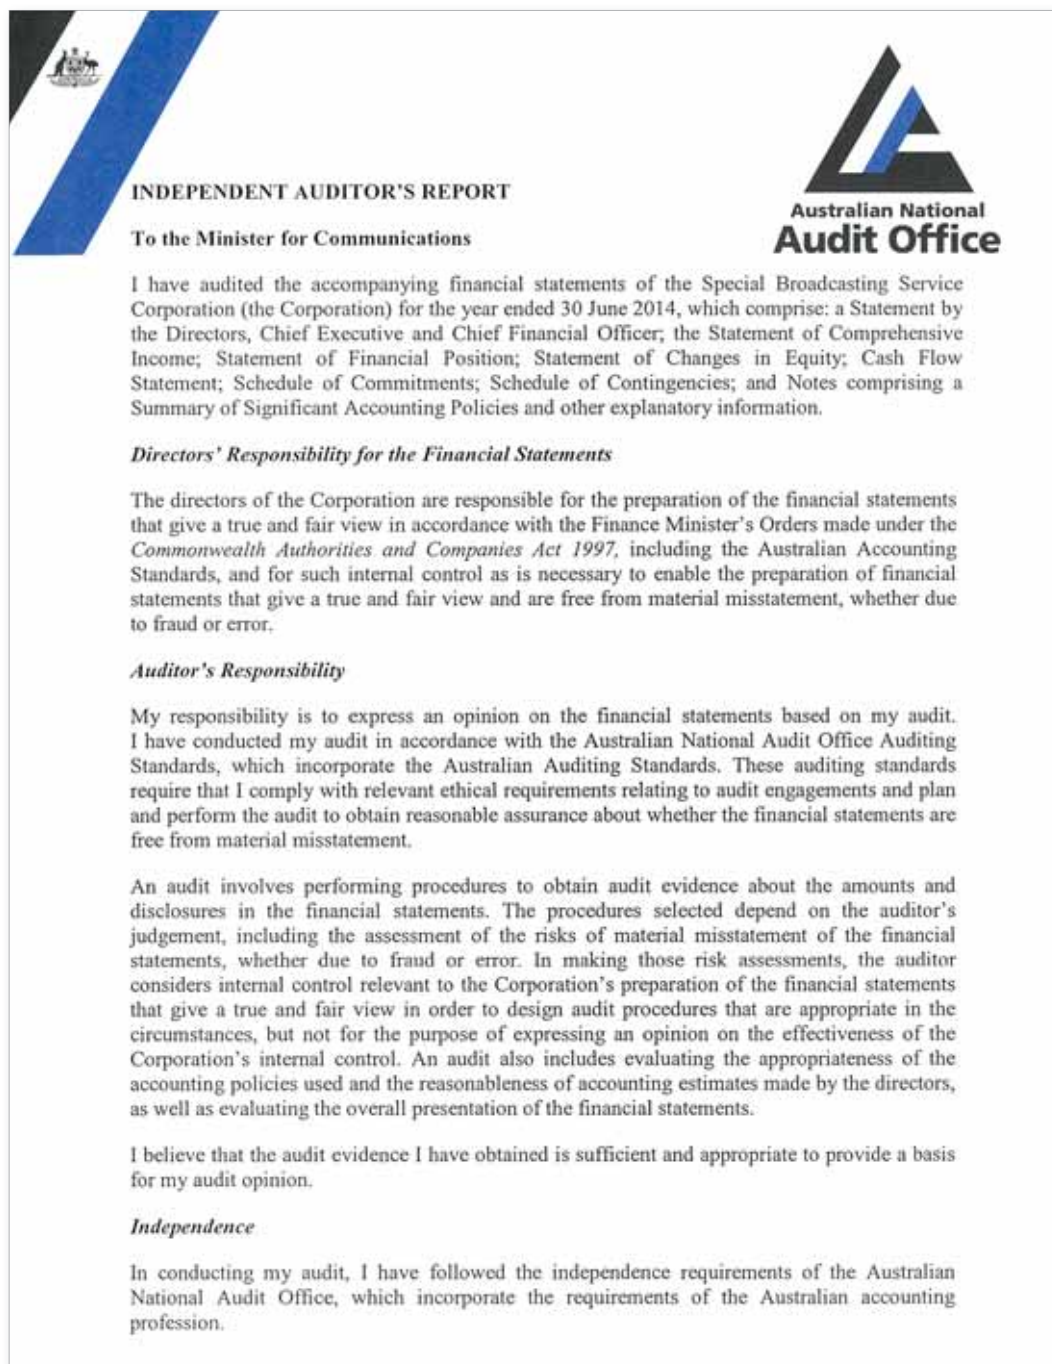 Australian National
Audit Office
INDEPENDENT AUDITOR'S REPORT
To the Minister for Communications
I have audited the accompanying financial statements of the Special Broadcasting Service
Corporation (the Corporation) for the year ended 30 June 2014, which comprise: a Statement by
the Directors, Chief Executive and Chief Financial Officer; the Statement of Comprehensive
Income; Statement of Financial Position; Statement of Changes in Equity; Cash Flow
Statement; Schedule of Commitments; Schedule of Contingencies; and Notes comprising a
Summary of Significant Accounting Policies and other explanatory information.
Directors' Responsibility for the Financial Statements
The directors of the Corporation are responsible for the preparation of the financial statements
that give a true and fair view in accordance with the Finance Minister's Orders made under the
Commonwealth Authorities and Companies Act 1997, including the Australian Accounting
Standards, and for such internal control as is necessary to enable the preparation of financial
statements that give a true and fair view and are free from material misstatement, whether due
to fraud or error.
Auditor's Responsibility
My responsibility is to express an opinion on the financial statements based on my audit.
I have conducted my audit in accordance with the Australian National Audit Office Auditing
Standards, which incorporate the Australian Auditing Standards. These auditing standards
require that I comply with relevant ethical requirements relating to audit engagements and plan
and perform the audit to obtain reasonable assurance about whether the financial statements are
free from material misstatement.
An audit involves performing procedures to obtain audit evidence about the amounts and
disclosures in the financial statements. The procedures selected depend on the auditor's
judgement, including the assessment of the risks of material misstatement of the financial
statements, whether due to fraud or error. In making those risk assessments, the auditor
considers internal control relevant to the Corporation's preparation of the financial statements
that give a true and fair view in order to design audit procedures that are appropriate in the
circumstances, but not for the purpose of expressing an opinion on the effectiveness of the
Corporation's internal control. An audit also includes evaluating the appropriateness of the
accounting policies used and the reasonableness of accounting estimates made by the directors,
as well as evaluating the overall presentation of the financial statements.
I believe that the audit evidence I have obtained is sufficient and appropriate to provide a basis
for my audit opinion.
Independence
In conducting my audit, I have followed the independence requirements of the Australian
National Audit Office, which incorporate the requirements of the Australian accounting
profession.